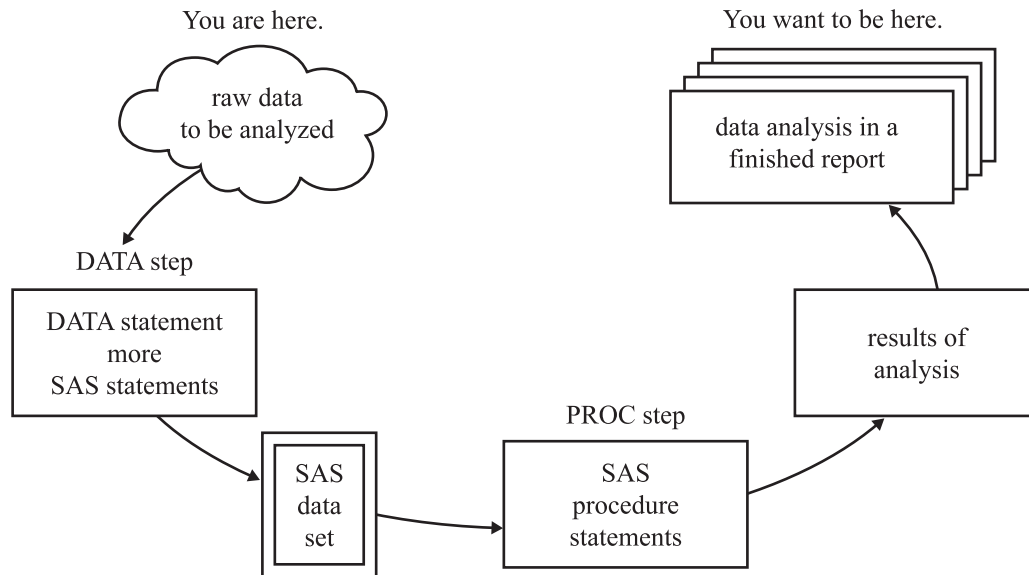 You are here.
raw data
to be analyzed
DATA step
DATA statement
more
SAS statements
SAS
data
set
PROC step
SAS
procedure
statements
results of
analysis
You want to be here.
data analysis in a
finished report